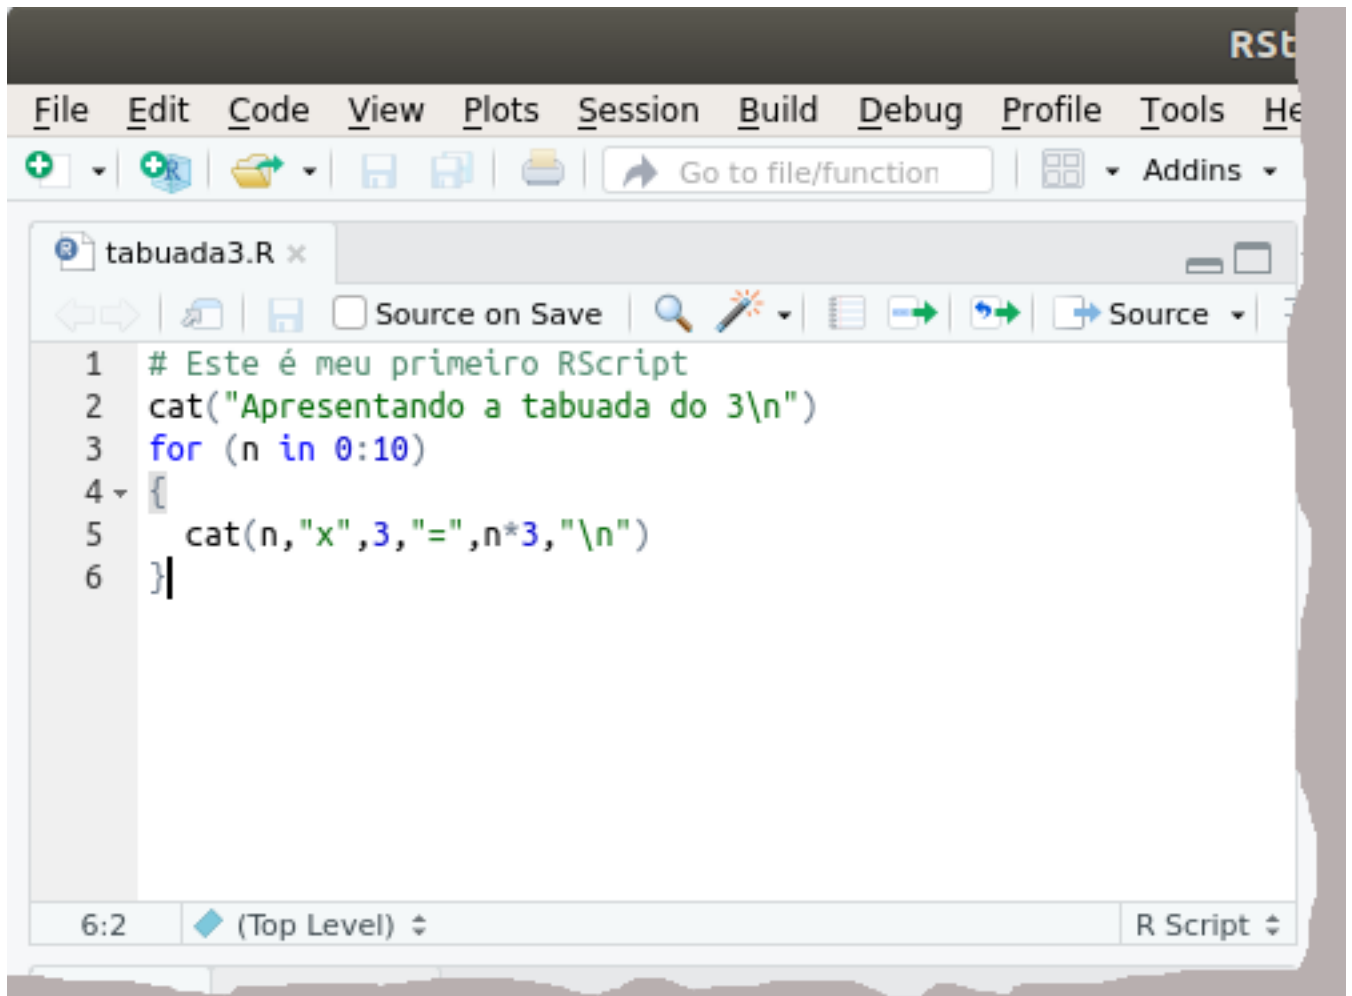 RSt
File Edit Code View Plots Session Build Debug Profile Tools He
R Go to file/function Addins
R tabuada3.R
Source on Save Source
1 # Este é meu primeiro RScript
2 cat("Apresentando a tabuada do 3\n")
3 for (n in 0:10)
4 {
5 cat(n,"x",3,"=",n*3,"\n")
6 }
6:2 (Top Level) R Script